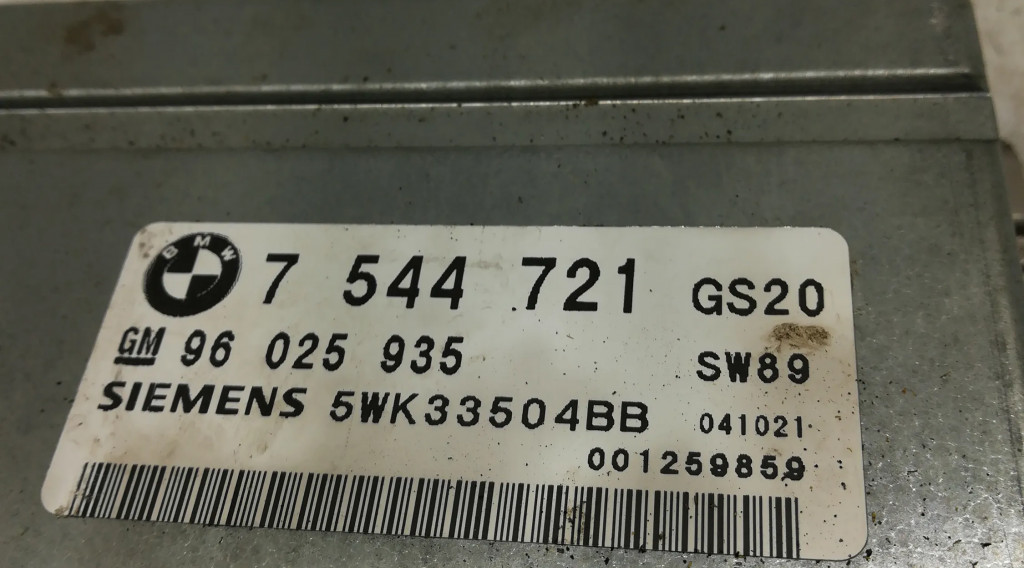 BMW 7 544 721 GS20
GM 96 025 935 SW89
SIEMENS 5WK33504BB 041021
001259859